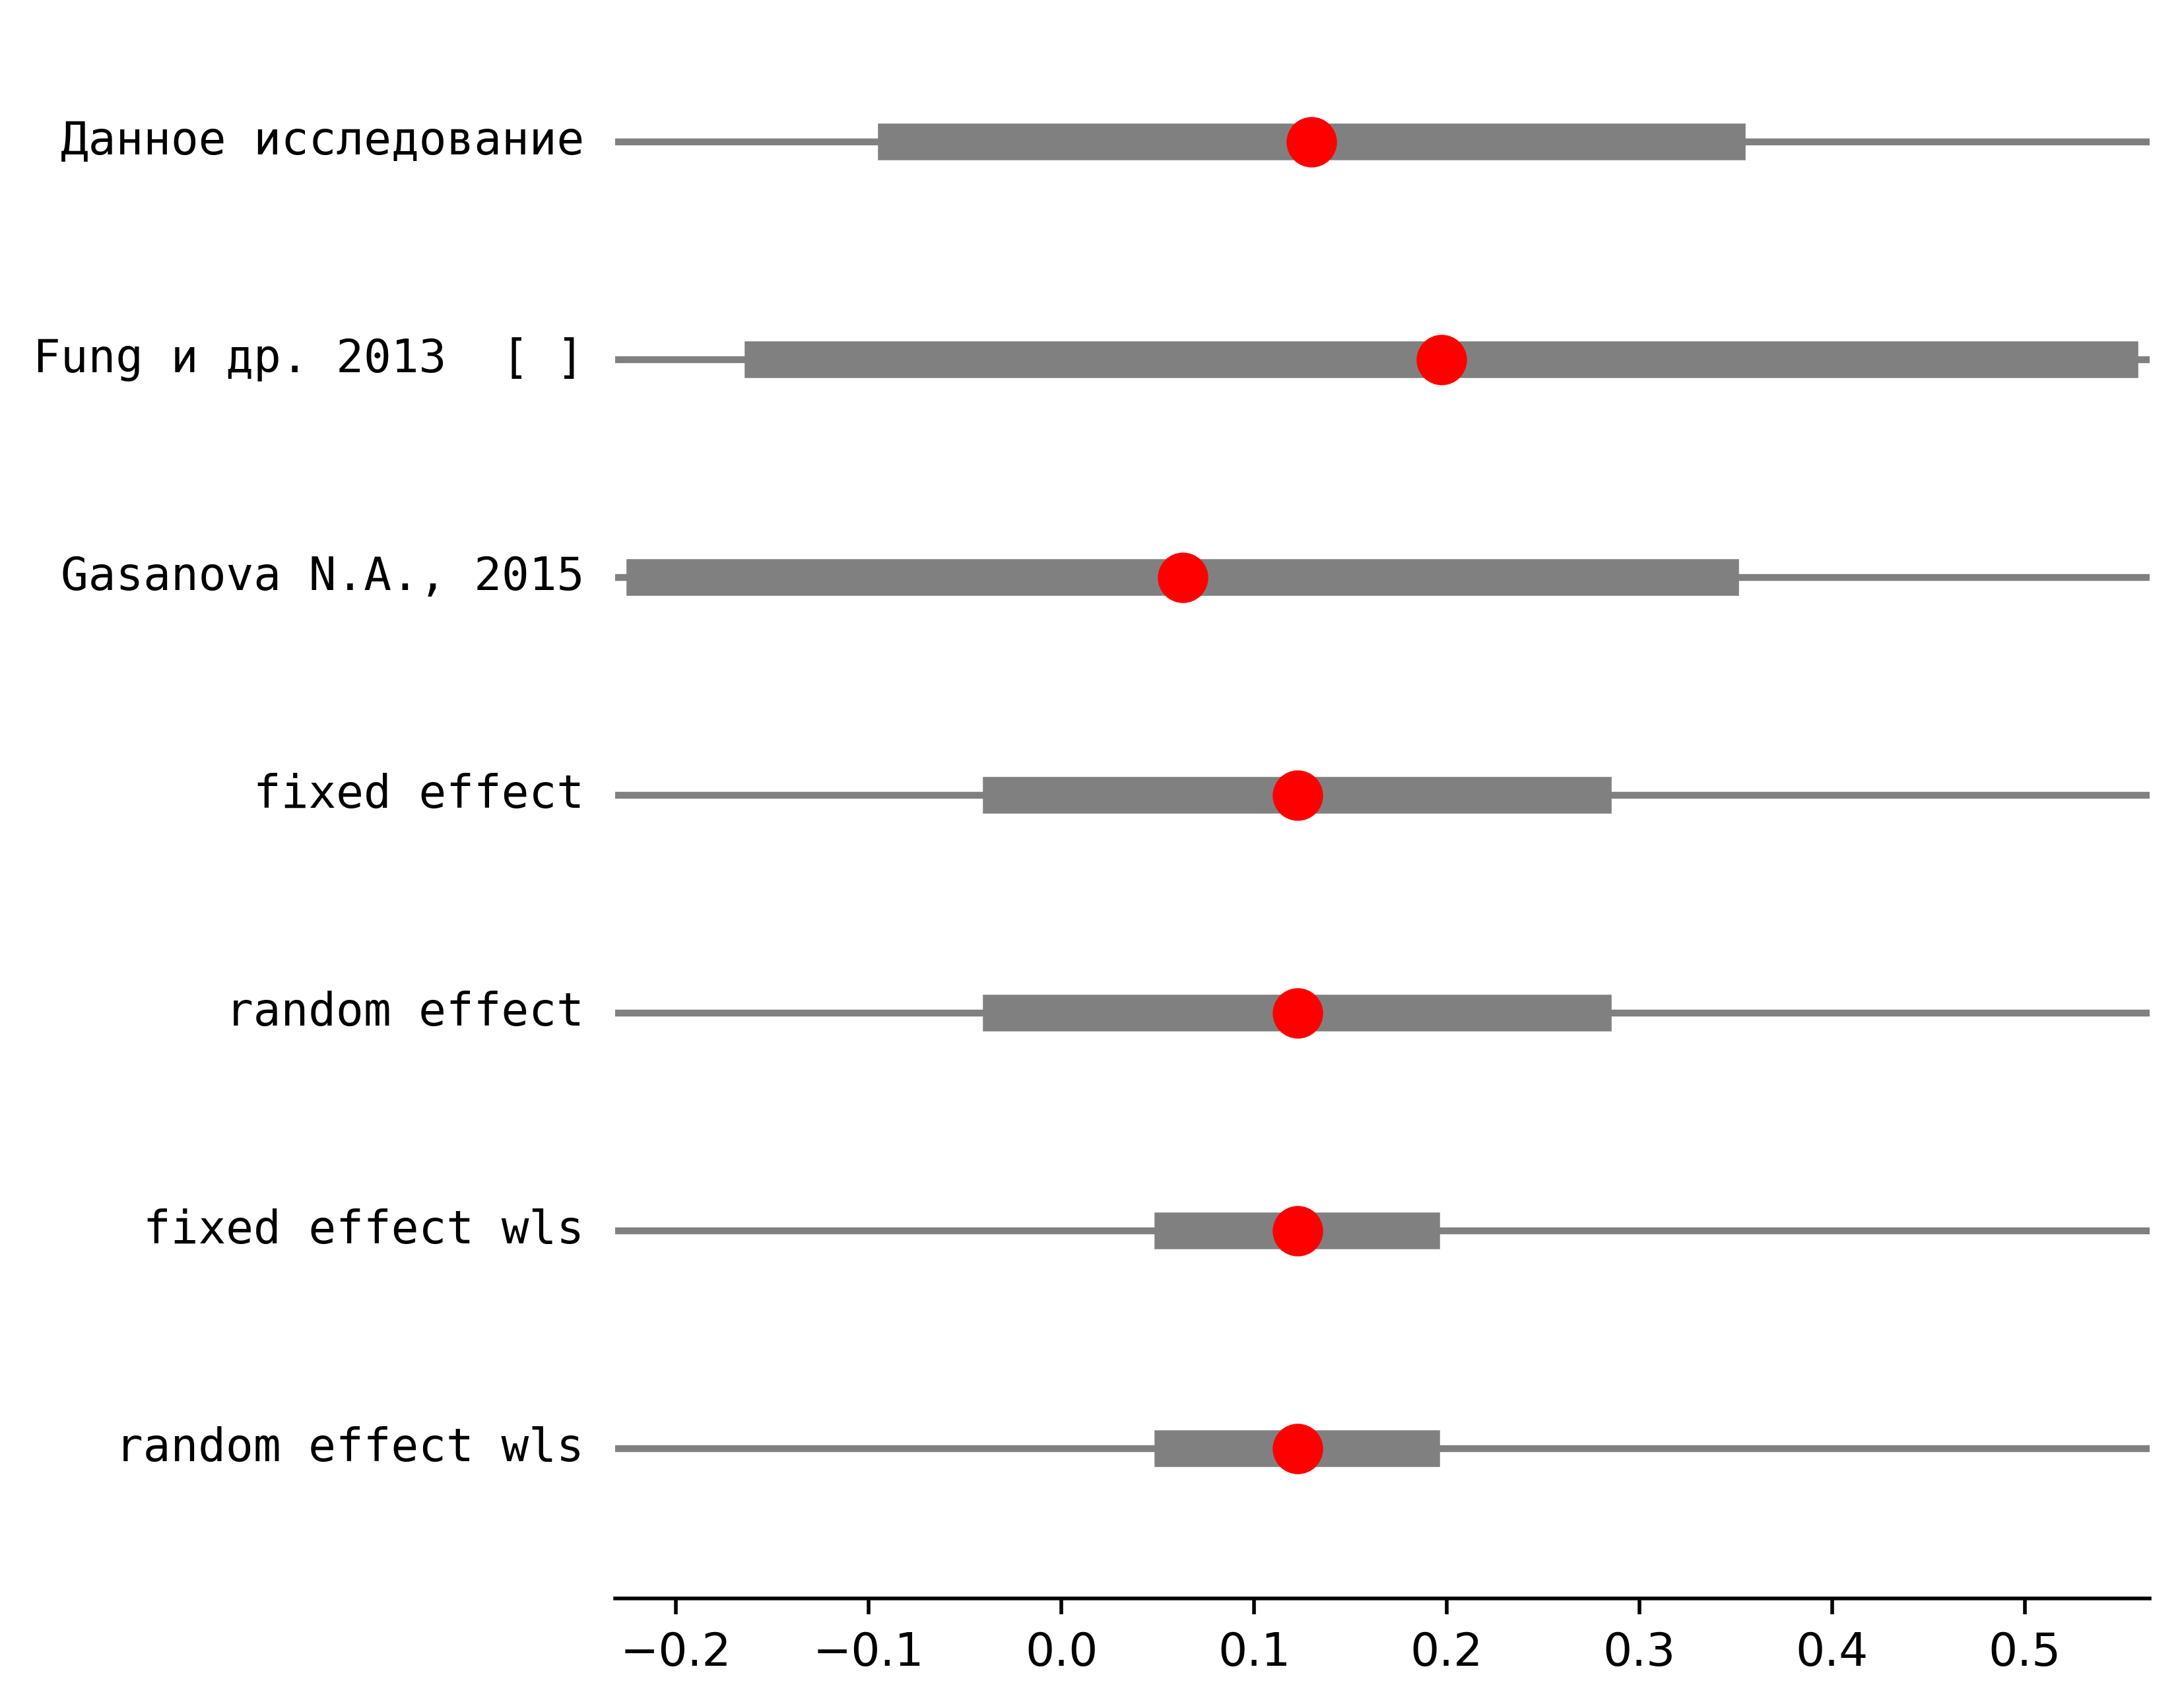 Данное исследование
Fung и др. 2013  [ ]
Gasanova N.A., 2015
fixed effect
random effect
fixed effect wls
random effect wls
−0.2 −0.1 0.0 0.1 0.2 0.3 0.4 0.5